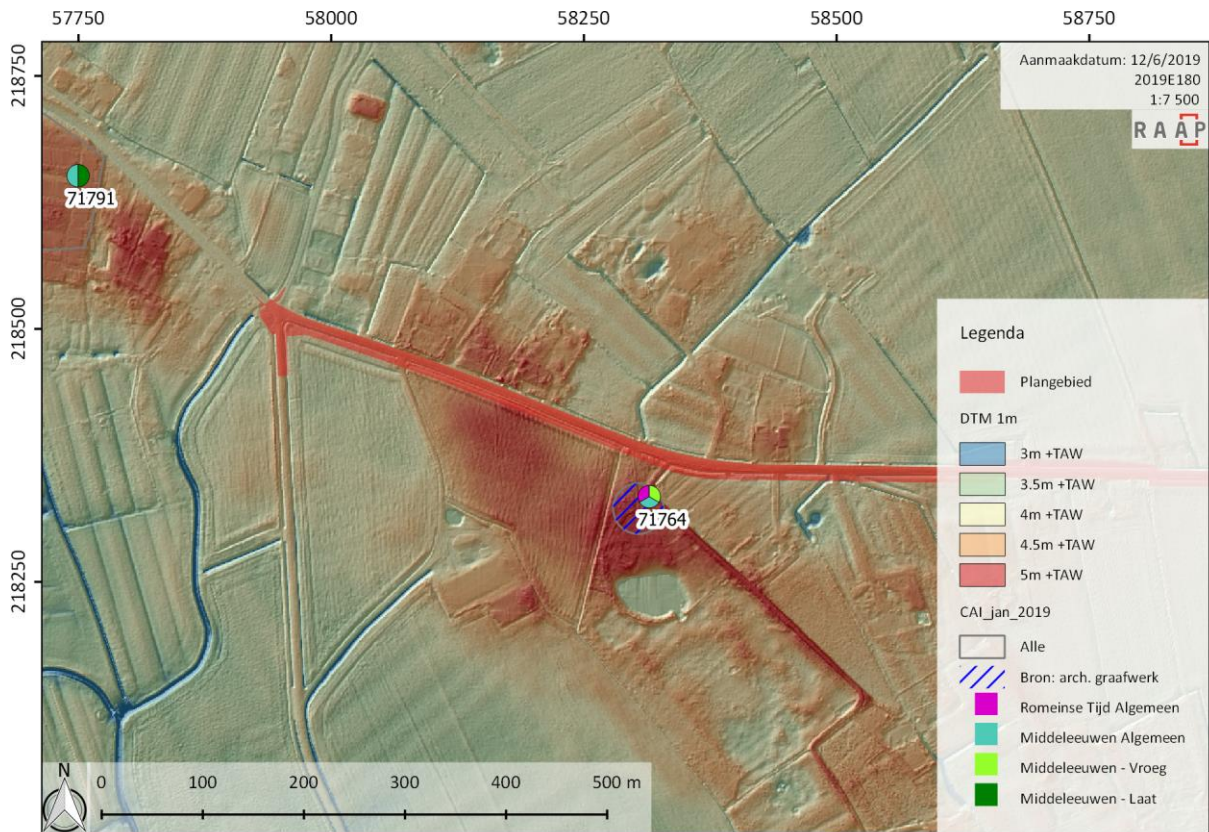 57750 58000 58250 58500 58750
218750
218500
218250
Aanmaakdatum: 12/6/2019
2019E180
1:7 500
RAAP
71791
71764
Legenda
Plangebied
DTM 1m
3m +TAW
3.5m +TAW
4m +TAW
4.5m +TAW
5m +TAW
CAI_jan_2019
Alle
Bron: arch. graafwerk
Romeinse Tijd Algemeen
Middeleeuwen Algemeen
Middeleeuwen - Vroeg
Middeleeuwen - Laat
N
0 100 200 300 400 500 m